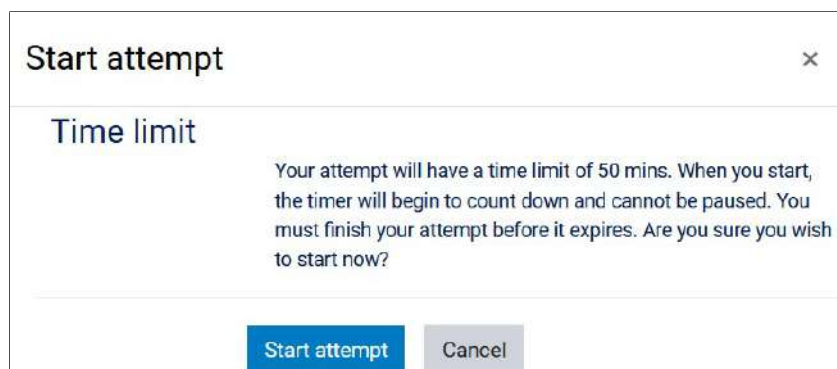 Start attempt ×
Time limit
Your attempt will have a time limit of 50 mins. When you start,
the timer will begin to count down and cannot be paused. You
must finish your attempt before it expires. Are you sure you wish
to start now?
Start attempt Cancel